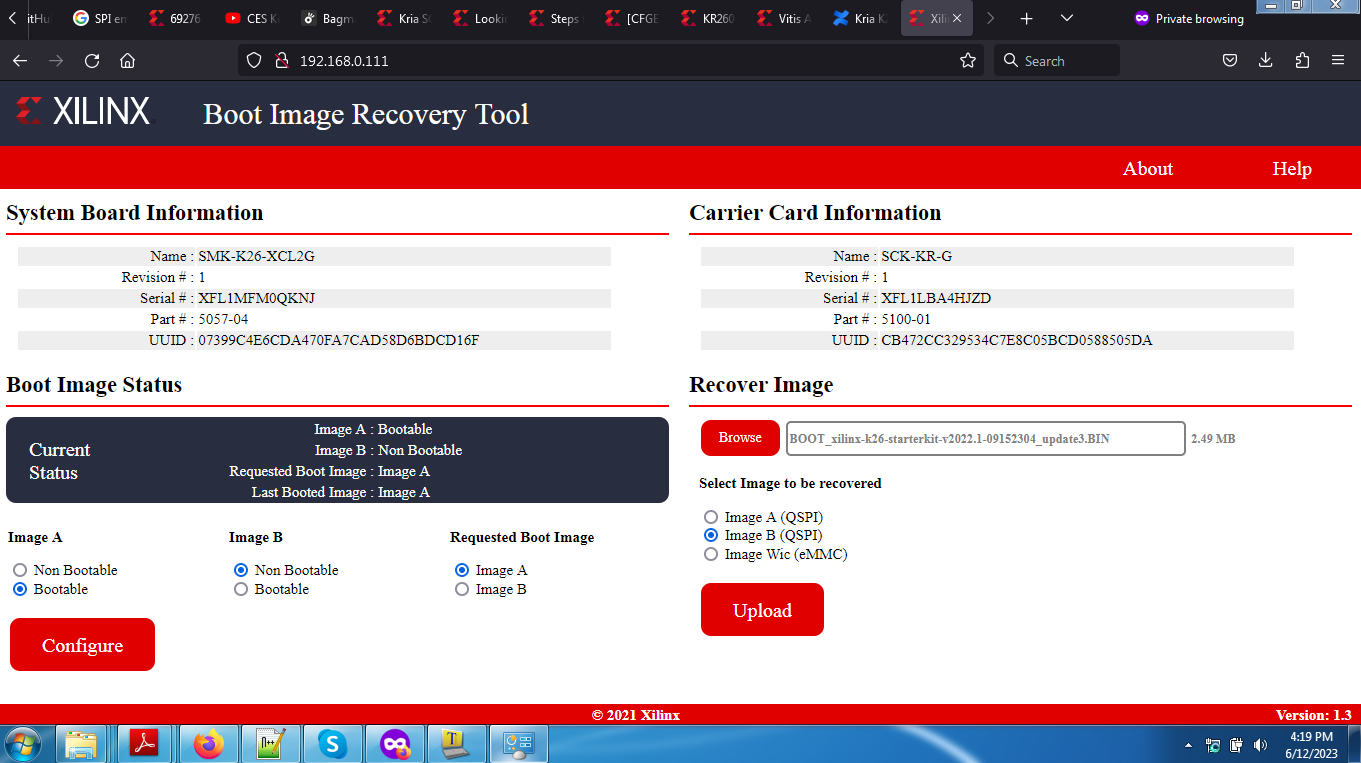 itHu
SPI en
69276
CES K
Bagm
Kria S
Lookin
Steps
[CFGE
KR260
Vitis A
Kria K
Xili
Private browsing
192.168.0.111
Search
XILINX
Boot Image Recovery Tool
About
Help
System Board Information
Name : SMK-K26-XCL2G
Revision # : 1
Serial # : XFL1MFM0QKNJ
Part # : 5057-04
UUID : 07399C4E6CDA470FA7CAD58D6BDCD16F
Carrier Card Information
Name : SCK-KR-G
Revision # : 1
Serial # : XFL1LBA4HJZD
Part # : 5100-01
UUID : CB472CC329534C7E8C05BCD0588505DA
Boot Image Status
Current
Status
Image A : Bootable
Image B : Non Bootable
Requested Boot Image : Image A
Last Booted Image : Image A
Image A
Non Bootable
Bootable
Image B
Non Bootable
Bootable
Requested Boot Image
Image A
Image B
Configure
Recover Image
Browse
BOOT_xilinx-k26-starterkit-v2022.1-09152304_update3.BIN
2.49 MB
Select Image to be recovered
Image A (QSPI)
Image B (QSPI)
Image Wic (eMMC)
Upload
© 2021 Xilinx
Version: 1.3
4:19 PM
6/12/2023